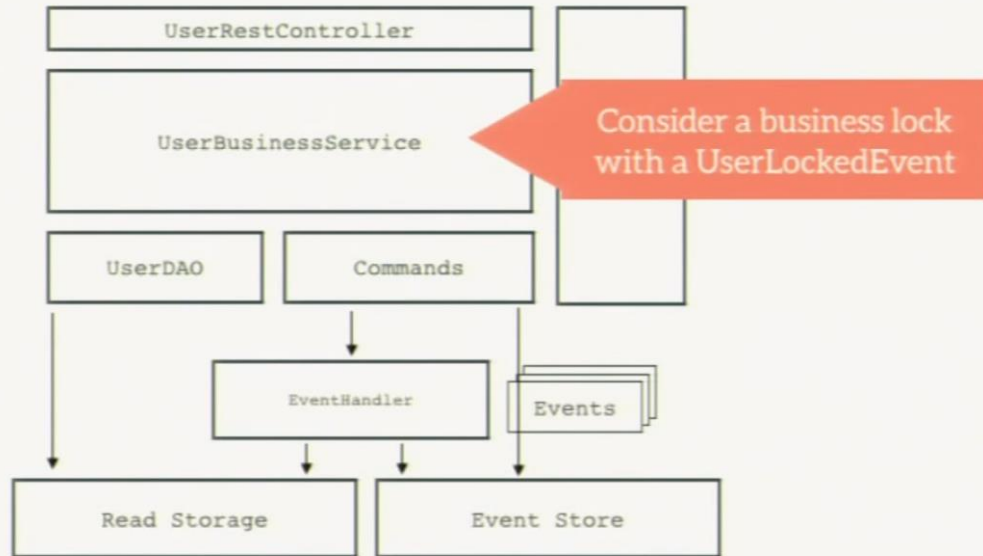 UserRestController
UserBusinessService
Consider a business lock
with a UserLockedEvent
UserDAO
Commands
EventHandler
Events
Read Storage
Event Store